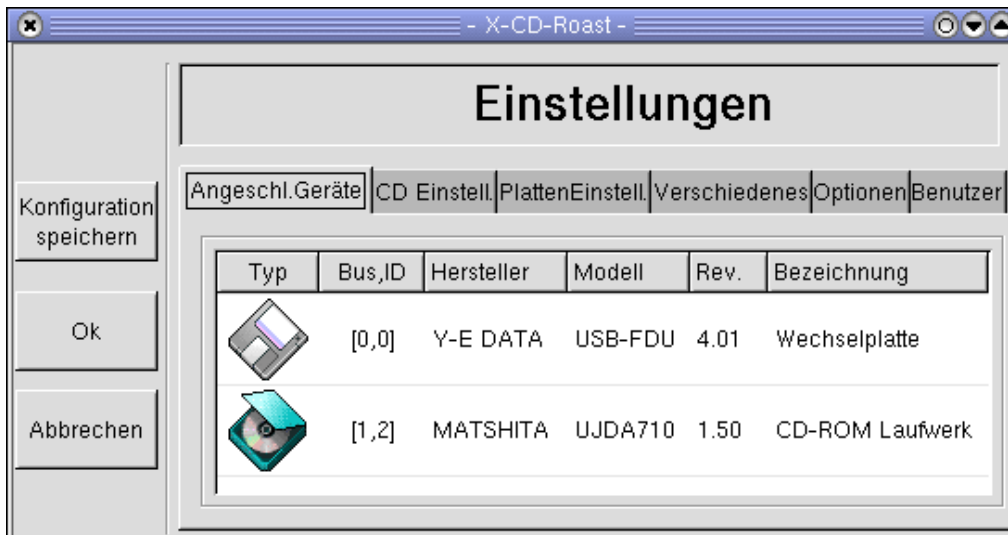 - X-CD-Roast -
Einstellungen
Konfiguration
speichern
Ok
Abbrechen
Angeschl.Geräte CD Einstell. PlattenEinstell. Verschiedenes Optionen Benutzer
Typ Bus,ID Hersteller Modell Rev. Bezeichnung
[0,0] Y-E DATA USB-FDU 4.01 Wechselplatte
[1,2] MATSHITA UJDA710 1.50 CD-ROM Laufwerk